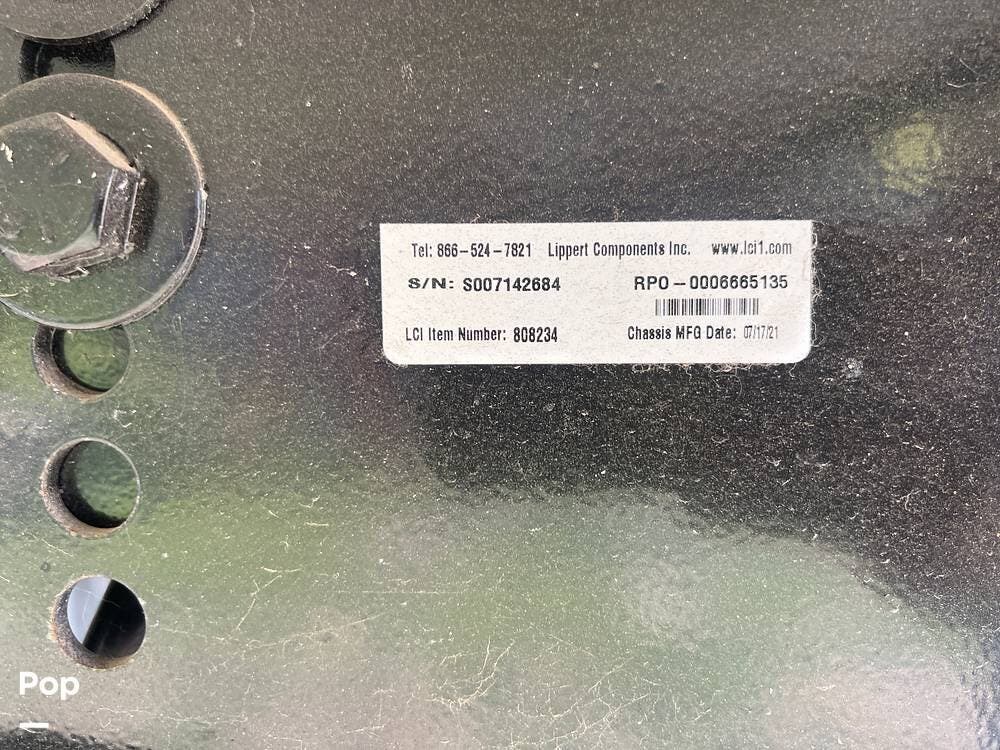 Tel: 866-524-7821 Lippert Components Inc. www.lci1.com
S/N: S007142684 RPO-0006665135
LCI Item Number: 808234 Chassis MFG Date: 07/17/21
Pop